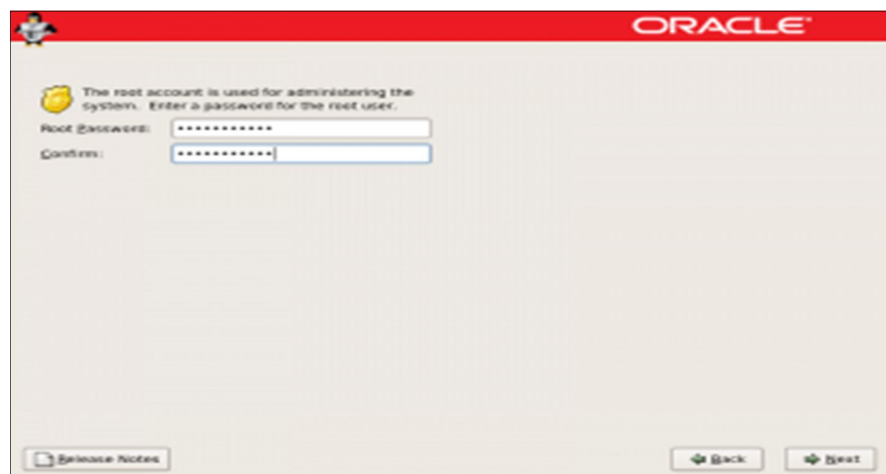 ORACLE
The root account is used for administering the
system. Enter a password for the root user.
Root Password: •••••••••••
Confirm: •••••••••••
Release Notes
Back
Next